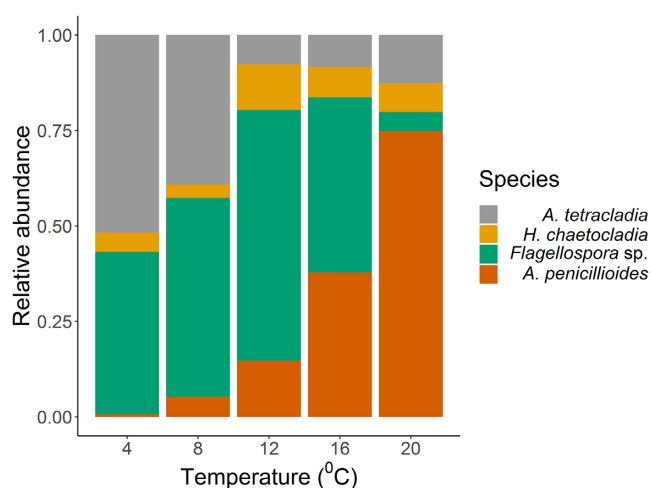 1.00
0.75
0.50
0.25
0.00
Relative abundance
4 8 12 16 20
Temperature (⁰C)
Species
A. tetracladia
H. chaetocladia
Flagellospora sp.
A. penicillioides